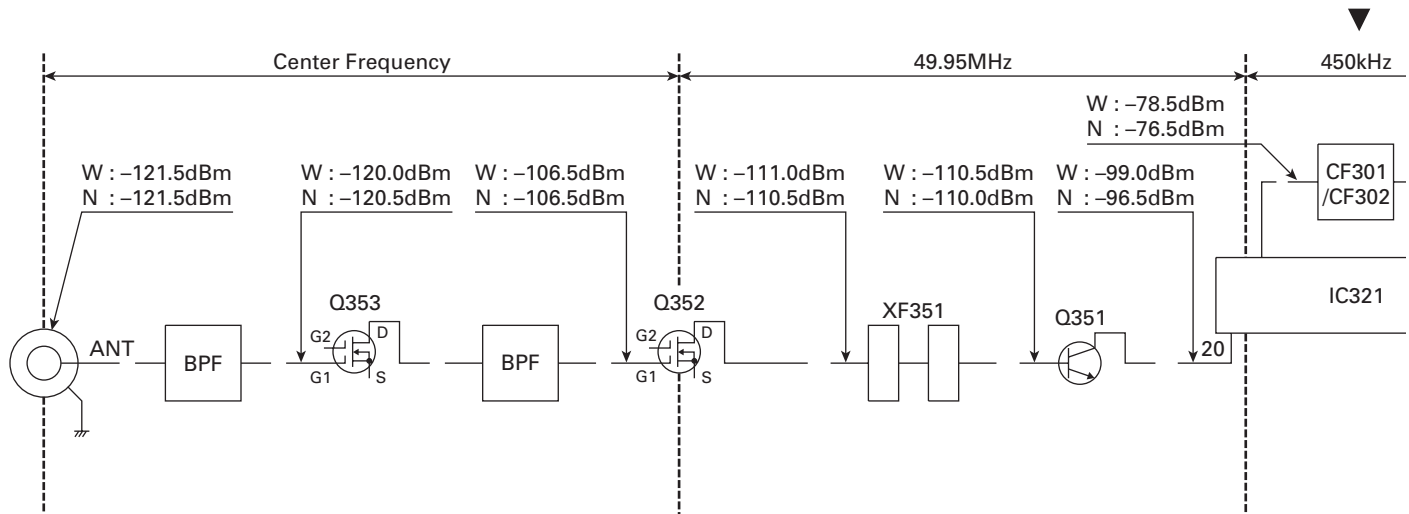 Center Frequency
49.95MHz
450kHz
W : –78.5dBm
N : –76.5dBm
W : –121.5dBm
N : –121.5dBm
W : –120.0dBm
N : –120.5dBm
W : –106.5dBm
N : –106.5dBm
W : –111.0dBm
N : –110.5dBm
W : –110.5dBm
N : –110.0dBm
W : –99.0dBm
N : –96.5dBm
CF301
/CF302
IC321
Q353
Q352
XF351
Q351
ANT
BPF
G2
D
G1
S
BPF
G2
D
G1
S
20